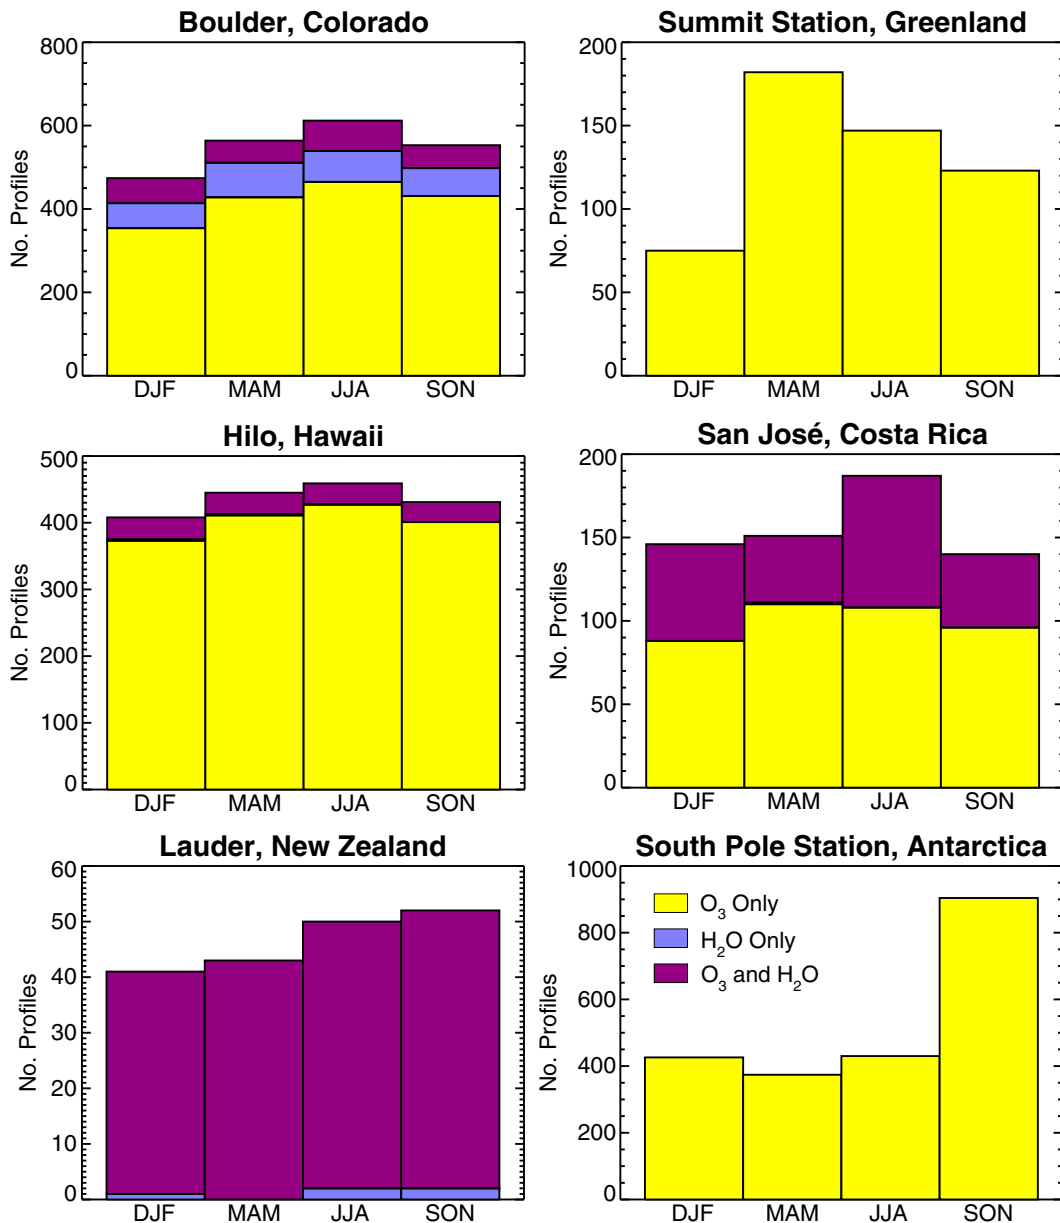 Boulder, Colorado
800
600
400
200
0
No. Profiles
DJF MAM JJA SON
Summit Station, Greenland
200
150
100
50
0
No. Profiles
DJF MAM JJA SON
Hilo, Hawaii
500
400
300
200
100
0
No. Profiles
DJF MAM JJA SON
San José, Costa Rica
200
150
100
50
0
No. Profiles
DJF MAM JJA SON
Lauder, New Zealand
60
50
40
30
20
10
0
No. Profiles
DJF MAM JJA SON
South Pole Station, Antarctica
1000
800
600
400
200
0
No. Profiles
O₃ Only
H₂O Only
O₃ and H₂O
DJF MAM JJA SON